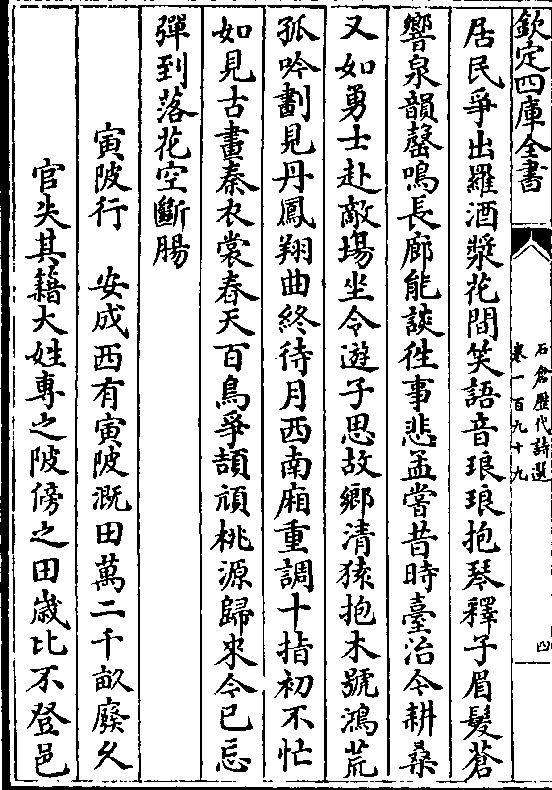 欽定四庫全書
石倉歴代詩選
卷一百九十九
四
居民爭出羅酒漿花間笑語音琅琅抱琴釋子眉髮蒼
響泉韻罄鳴長廊能談徃事悲孟嘗昔時臺治今耕桑
又如勇士赴敵場坐令遊子思故鄉清猿抱木號鴻荒
孤吟劃見丹鳳翔曲終待月西南廂重調十指初不忙
如見古畫秦衣裳春天百鳥爭頡頏桃源歸來今已忘
彈到落花空斷腸
寅陂行　安成西有寅陂溉田萬二千畝廢久
官失其籍大姓専之陂傍之田歳比不登邑